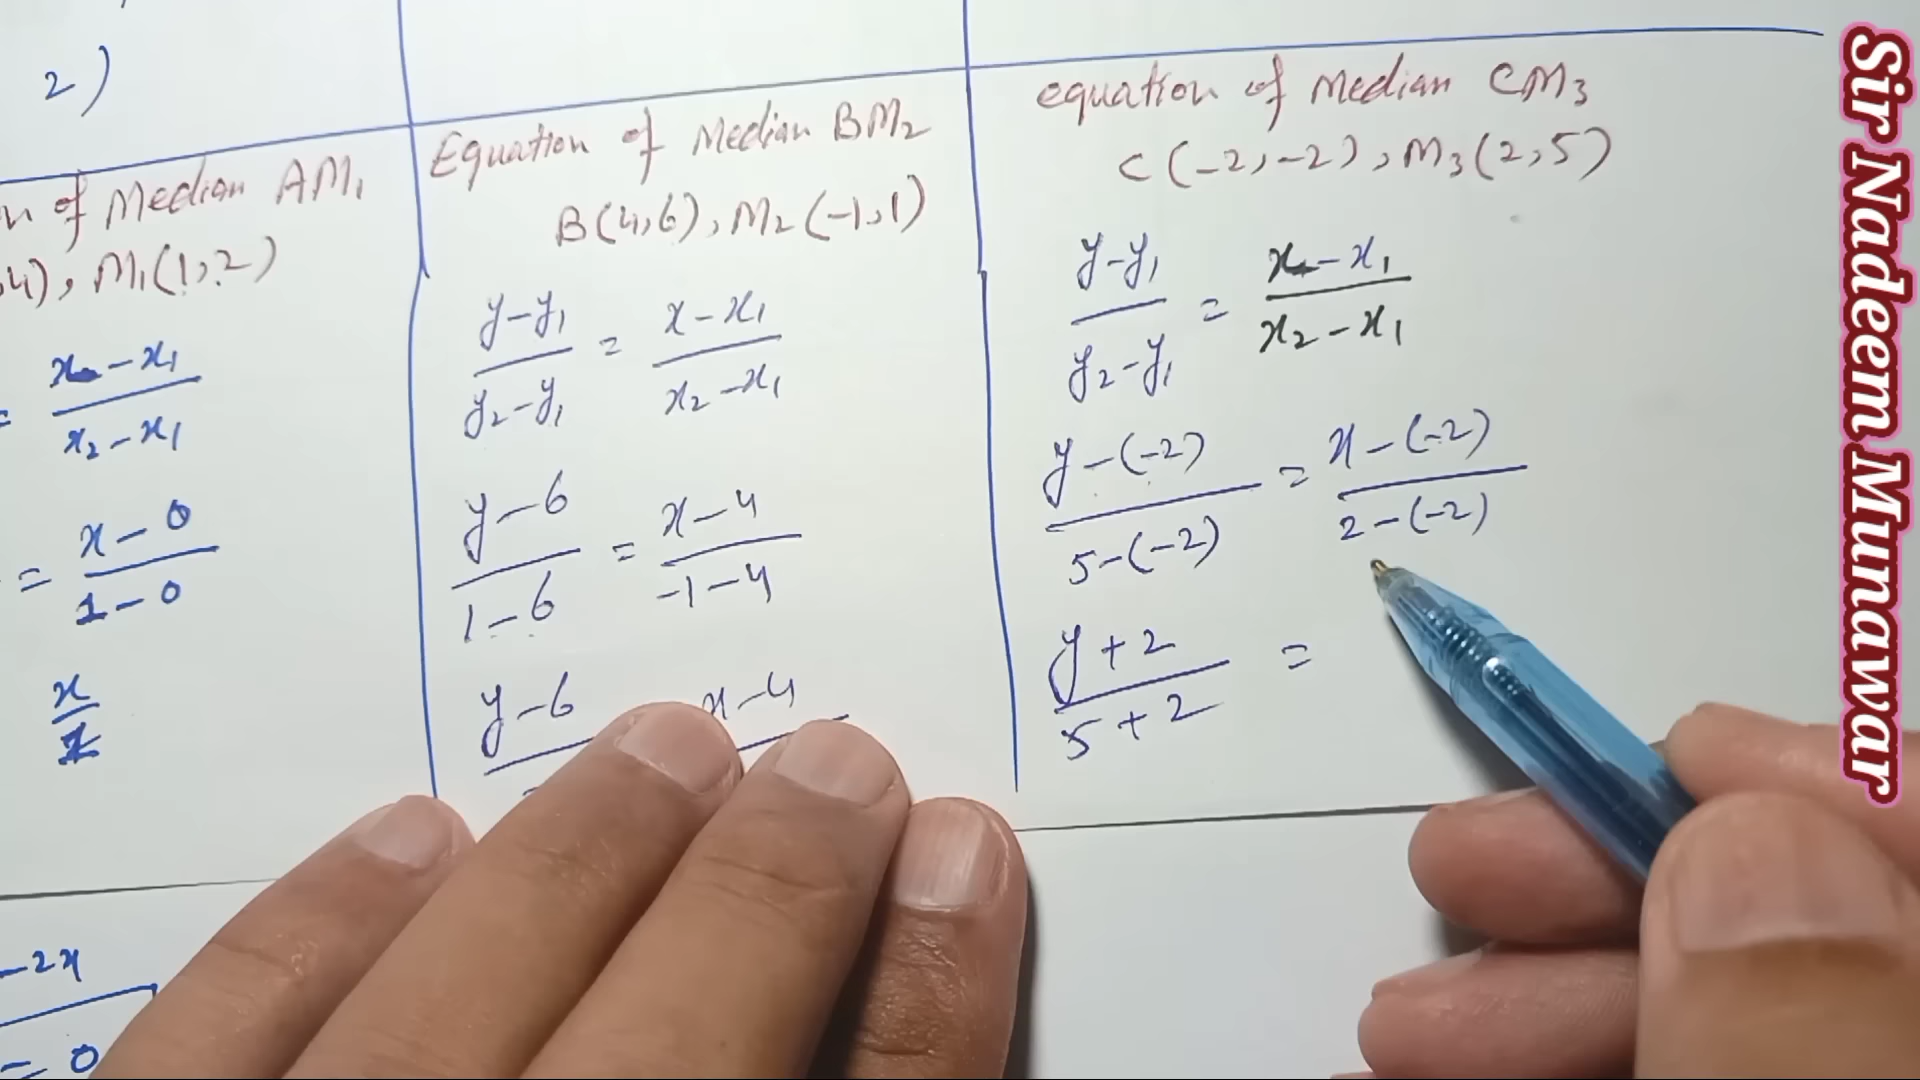 2)
of Median AM₁
4), M₁(1,2)
= x - x₁ / x₂ - x₁
= x - 0 / 1 - 0
x / 1
-2x
= 0
Equation of Median BM₂
B(4,6), M₂(-1,1)
y - y₁ / y₂ - y₁ = x - x₁ / x₂ - x₁
y - 6 / 1 - 6 = x - 4 / -1 - 4
y - 6 x - 4
equation of Median CM₃
C(-2,-2), M₃(2,5)
y - y₁ / y₂ - y₁ = x - x₁ / x₂ - x₁
y - (-2) / 5 - (-2) = x - (-2) / 2 - (-2)
y + 2 / 5 + 2 =
Sir Nadeem Munawar